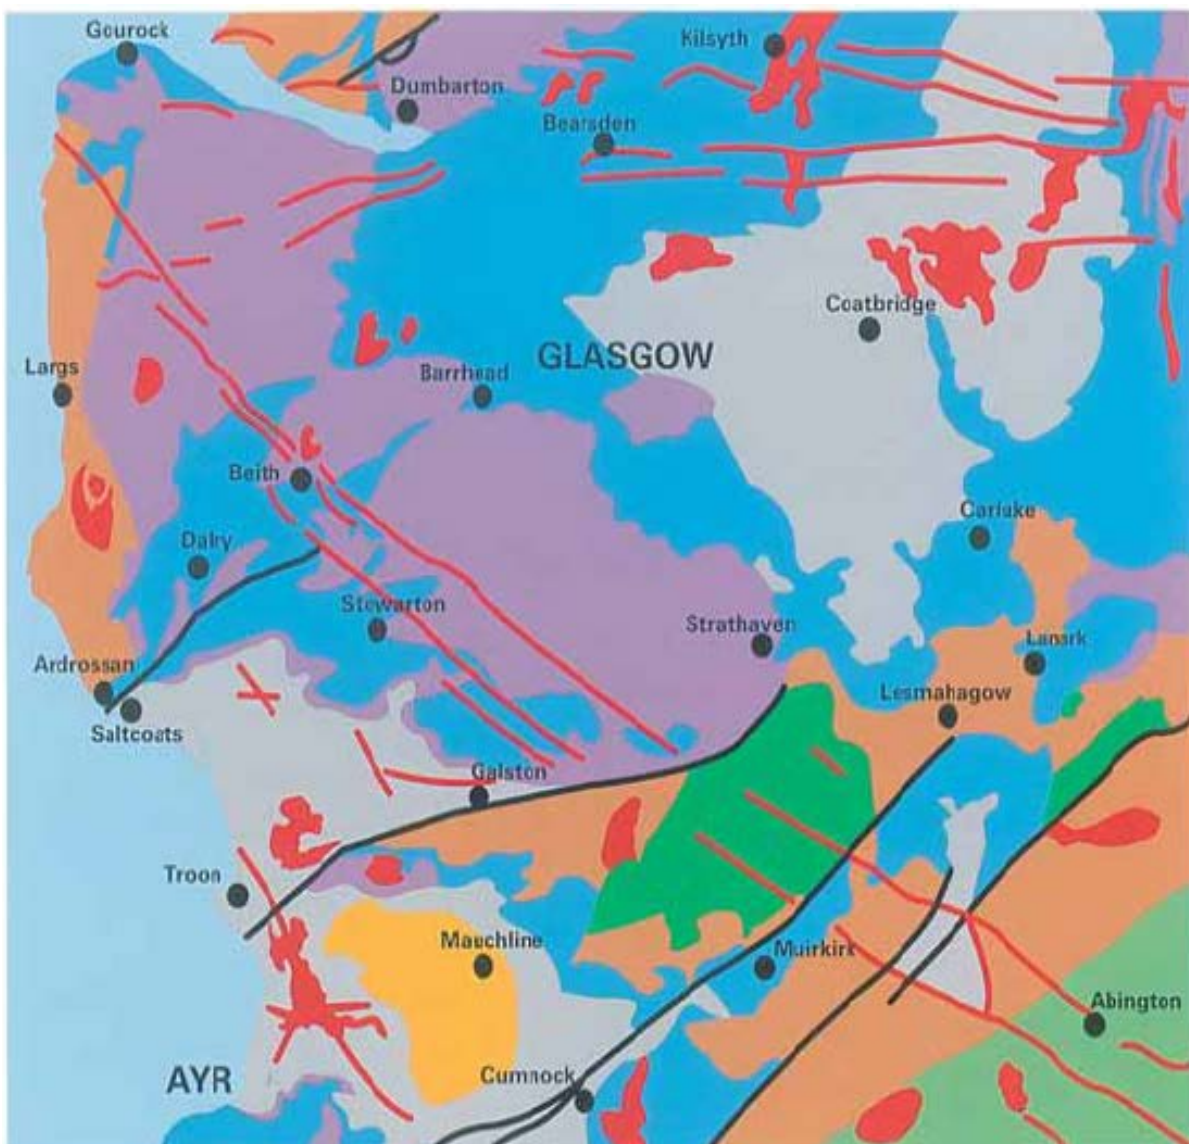 Gourock
Kilsyth
Dumbarton
Bearsden
Coatbridge
GLASGOW
Largs
Barrhead
Beith
Carluke
Dalry
Stewarton
Strathaven
Lanark
Ardrossan
Lesmahagow
Saltcoats
Galston
Troon
Mauchline
Muirkirk
Abington
AYR
Cumnock